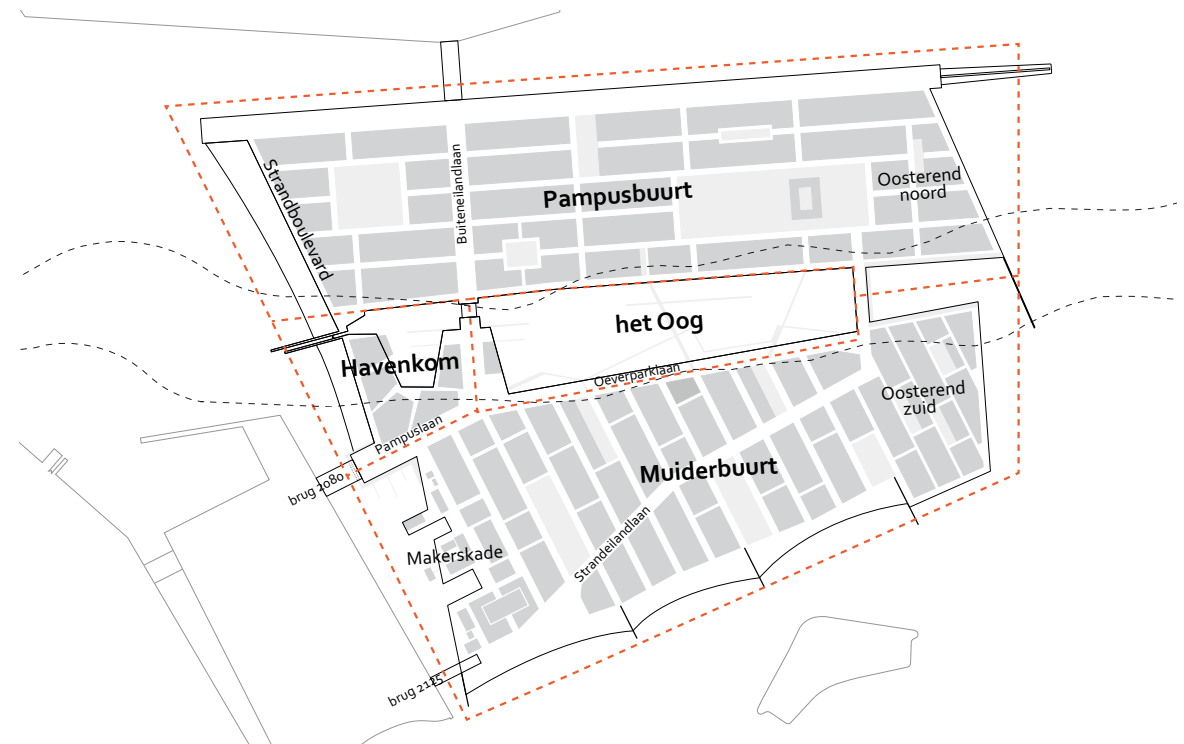 Strandboulevard
Buiteneilandlaan
Pampusbuurt
Oosterend
noord
het Oog
Havenkom
Oeverparklaan
Oosterend
zuid
Pampuslaan
Muiderbuurt
brug 2080
Strandeilandlaan
Makerskade
brug 2125